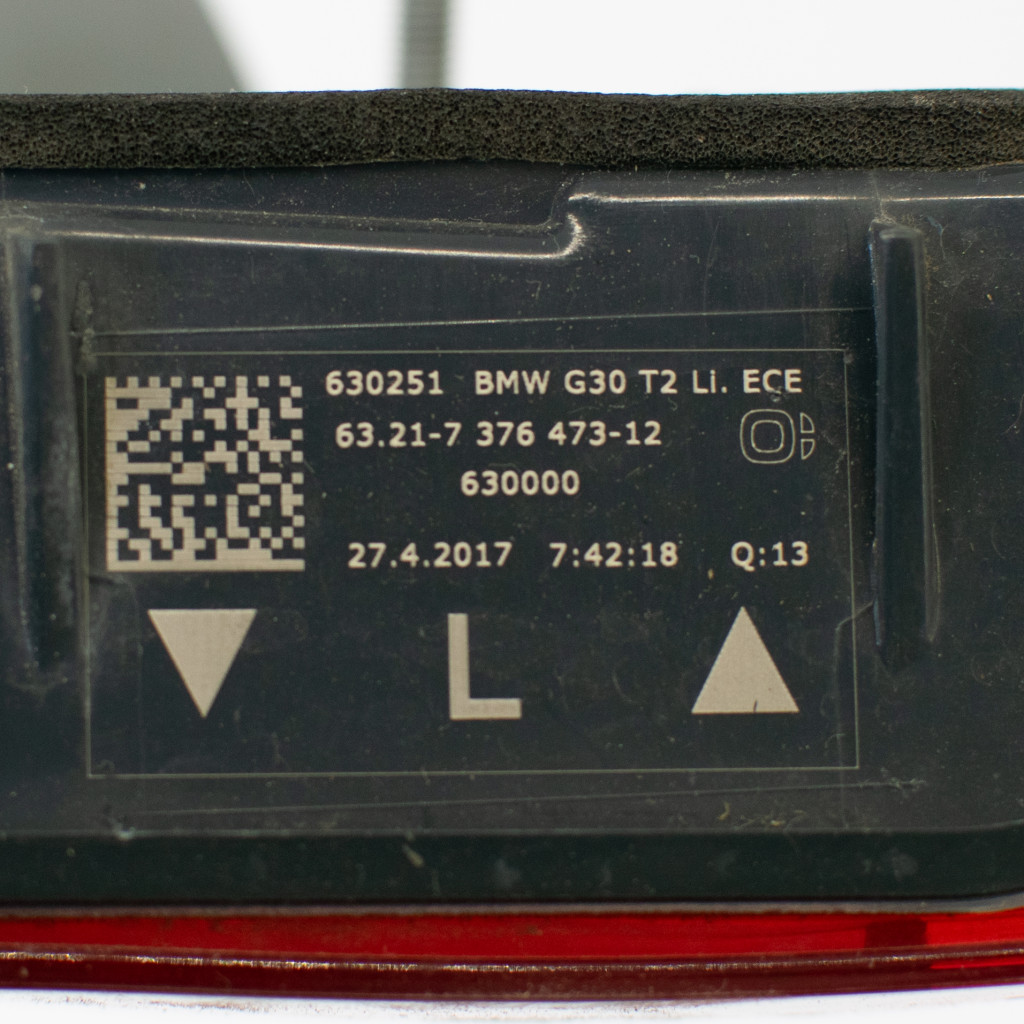 630251 BMW G30 T2 Li. ECE
63.21-7 376 473-12
630000
27.4.2017 7:42:18 Q:13
L